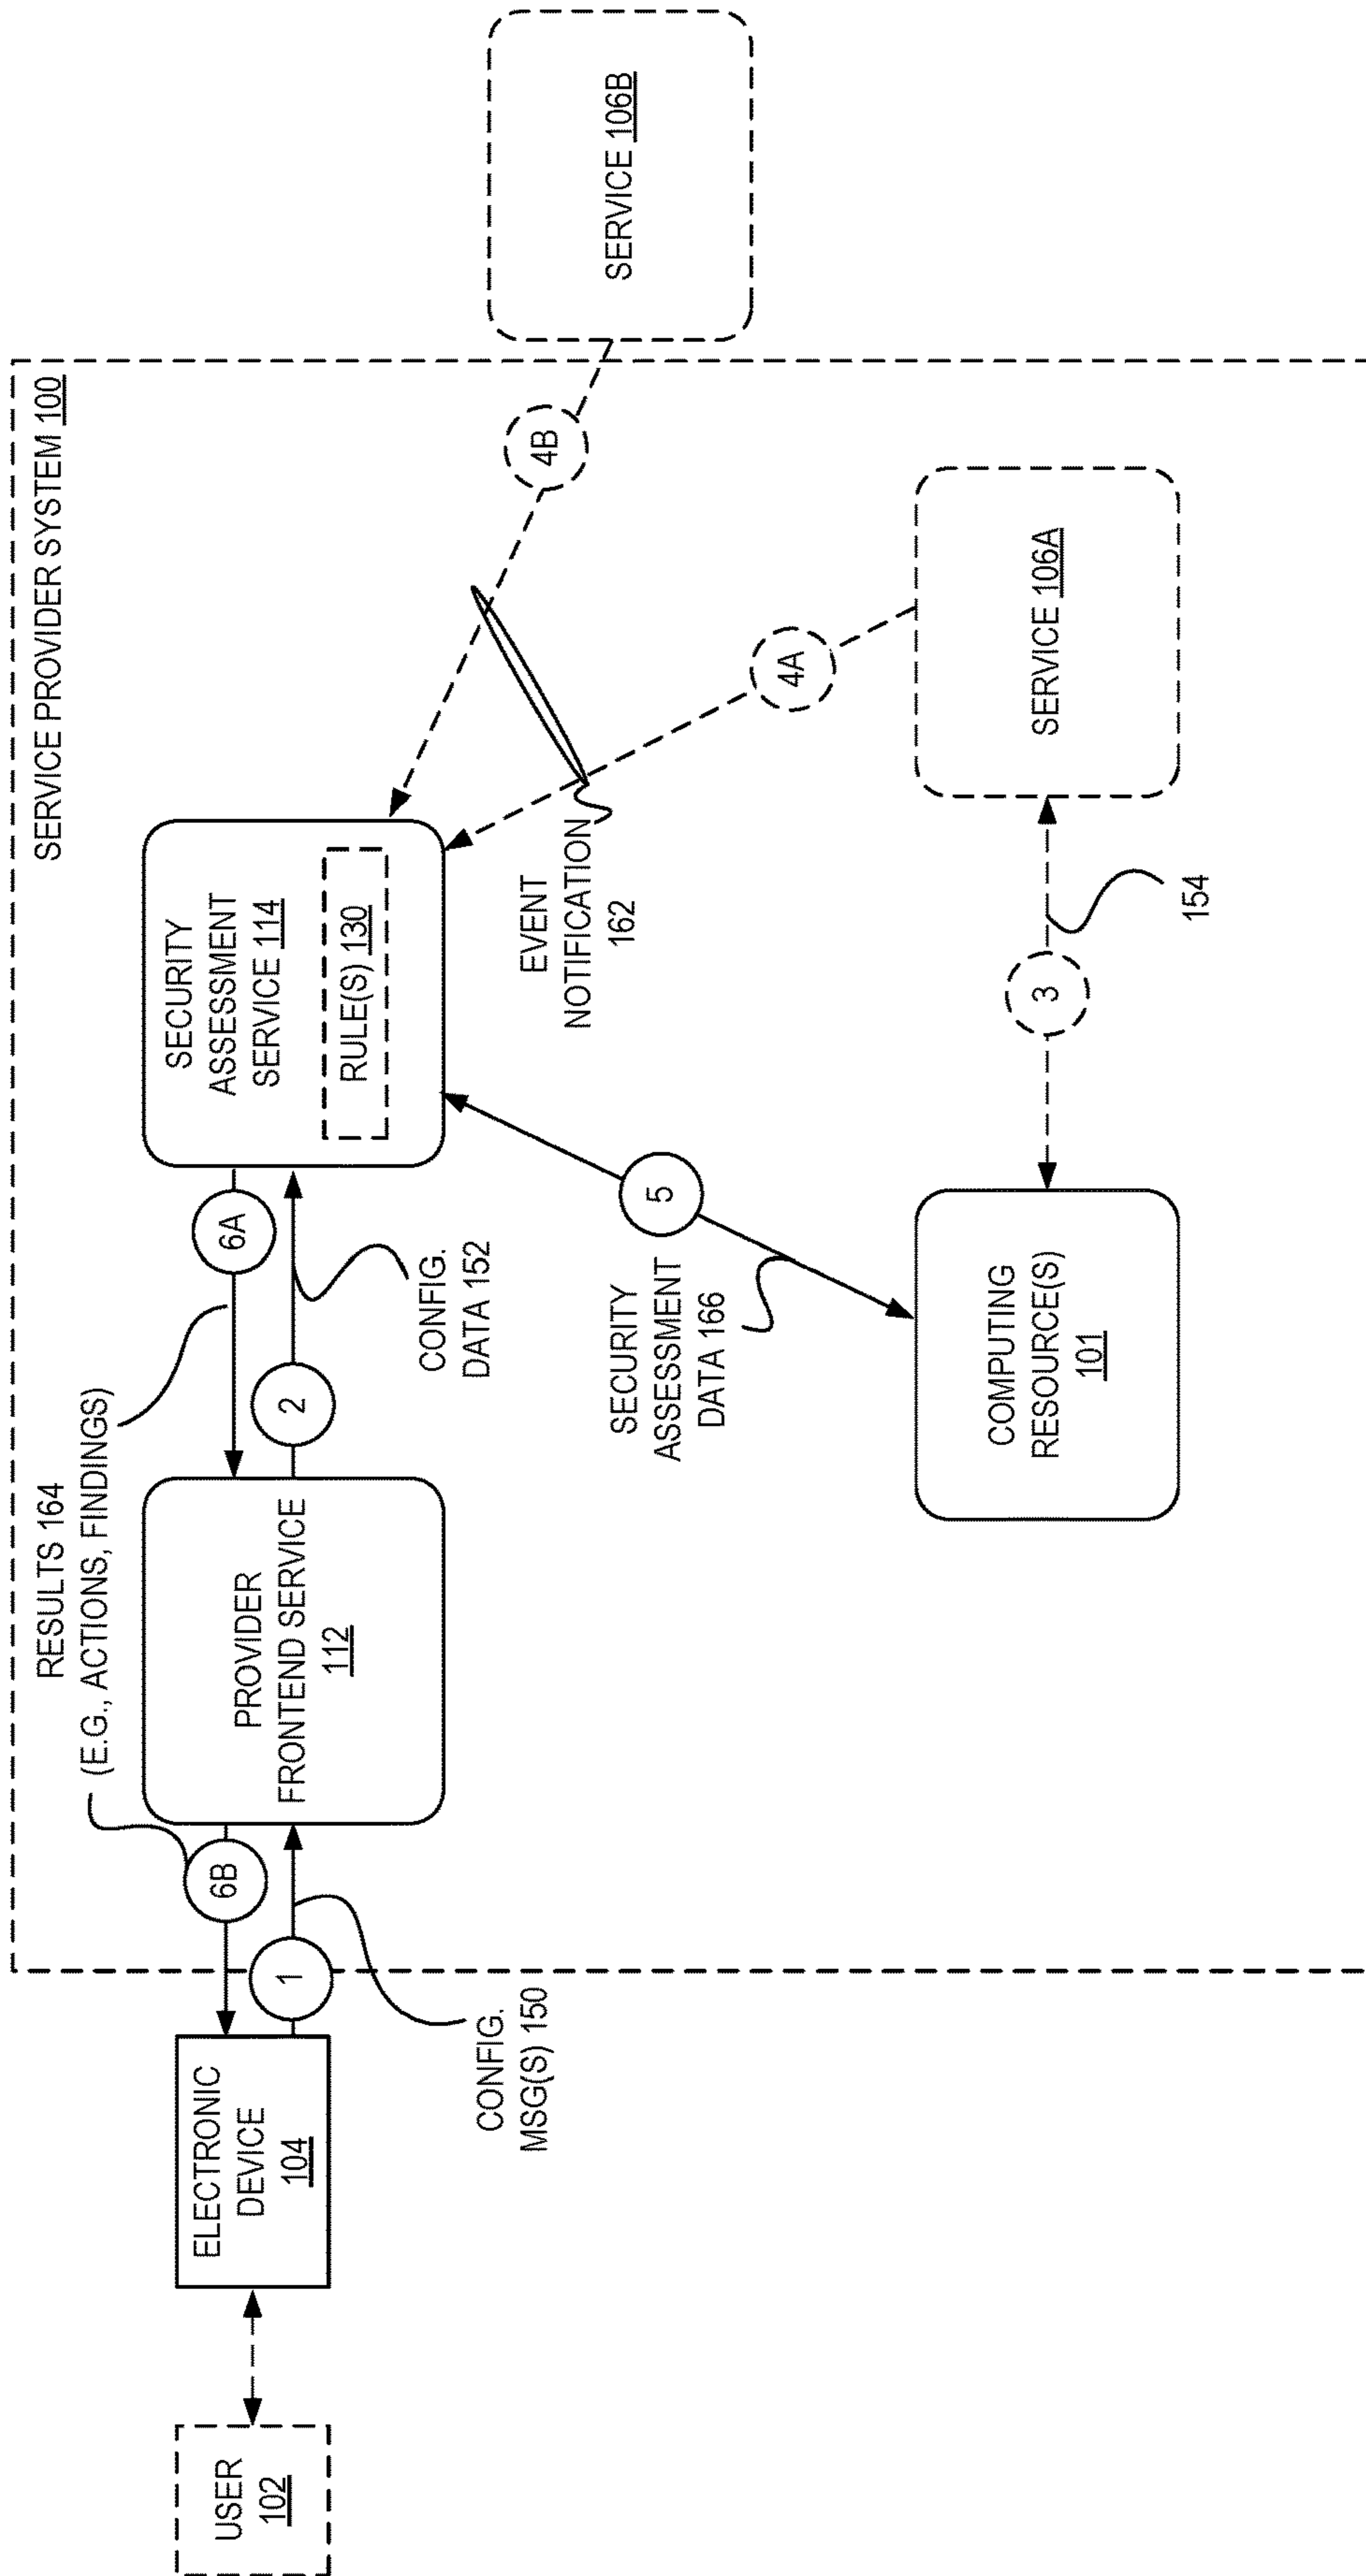 SERVICE PROVIDER SYSTEM 100
RESULTS 164
(E.G., ACTIONS, FINDINGS)
USER
102
ELECTRONIC
DEVICE
104
6B
1
CONFIG.
MSG(S) 150
PROVIDER
FRONTEND SERVICE
112
6A
2
CONFIG.
DATA 152
SECURITY
ASSESSMENT
SERVICE 114
RULE(S) 130
EVENT
NOTIFICATION
162
4B
4A
SERVICE 106B
5
SECURITY
ASSESSMENT
DATA 166
COMPUTING
RESOURCE(S)
101
3
154
SERVICE 106A